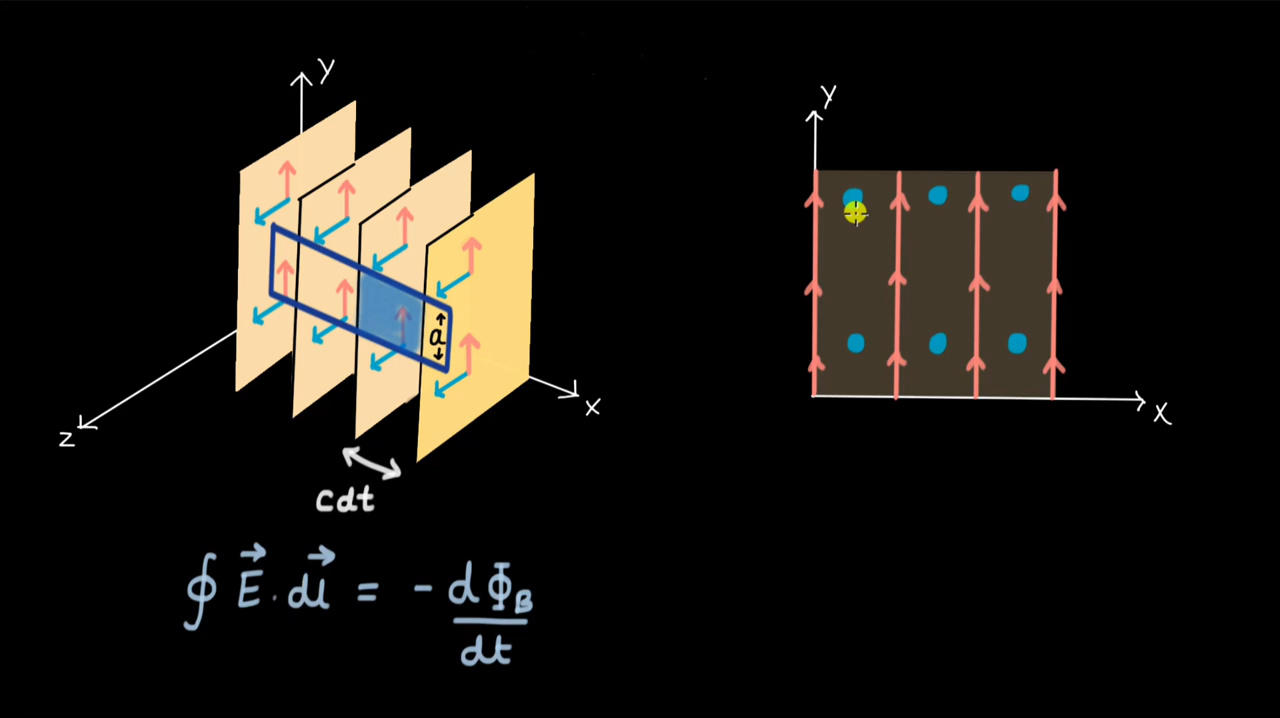 y
y
a
x
x
z
cdt
∮ E⃗ . dl⃗ = - dΦ_B / dt